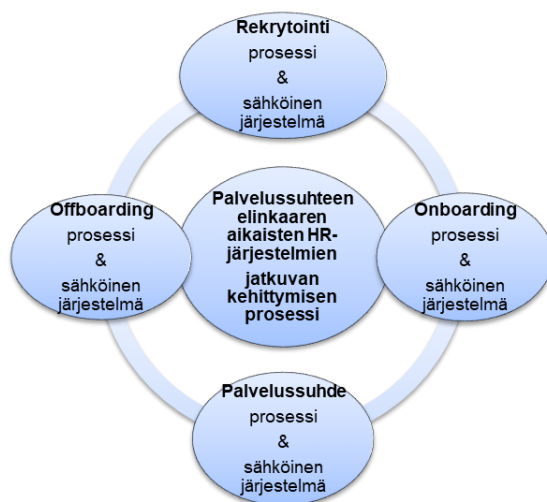 Rekrytointi
prosessi
&
sähköinen
järjestelmä
Palvelussuhteen
elinkaaren
aikaisten HR-
järjestelmien
jatkuvan
kehittymisen
prosessi
Offboarding
prosessi
&
sähköinen
järjestelmä
Onboarding
prosessi
&
sähköinen
järjestelmä
Palvelussuhde
prosessi
&
sähköinen
järjestelmä